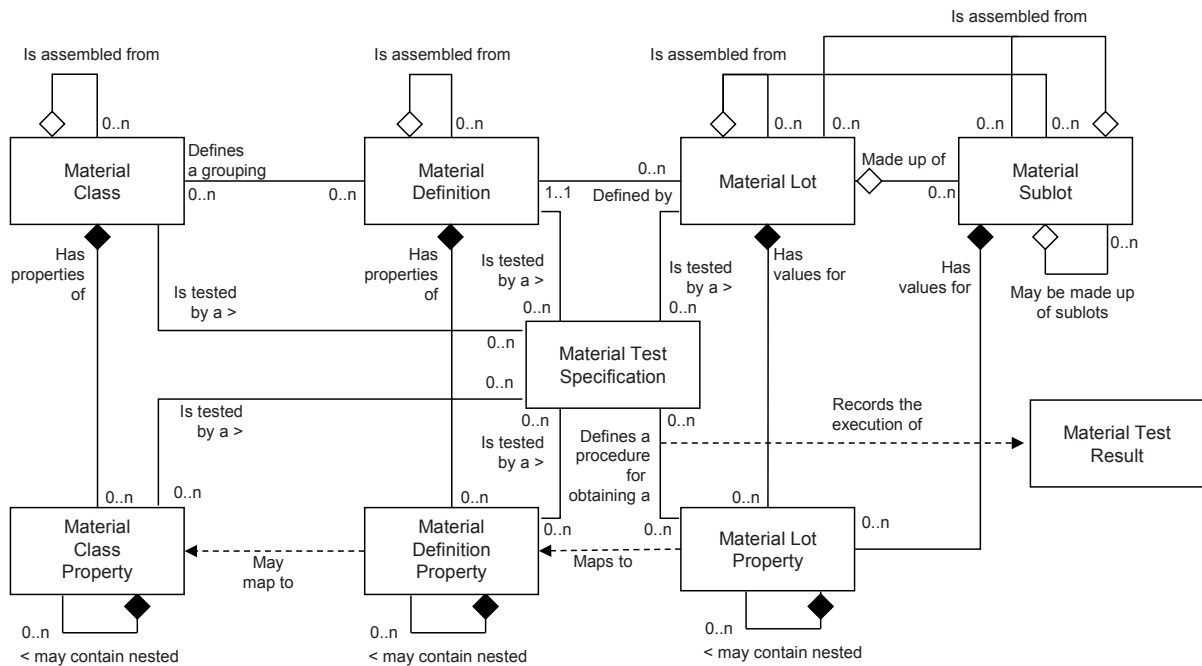 Is assembled from
Is assembled from
Is assembled from
Is assembled from
0..n
0..n
0..n
0..n
0..n
0..n
0..n
Material
Class
Defines
a grouping
0..n
0..n
Material
Definition
1..1
0..n
Defined by
Material Lot
Made up of
0..n
Material
Sublot
0..n
Has
properties
of
Is tested
by a >
Has
properties
of
Is tested
by a >
0..n
Is tested
by a >
0..n
Has
values for
Has
values for
May be made up
of sublots
0..n
0..n
Material Test
Specification
Is tested
by a >
0..n
Is tested
by a >
0..n
Defines a
procedure
for
obtaining a
Records the
execution of
Material Test
Result
0..n
0..n
0..n
0..n
0..n
0..n
0..n
0..n
Material
Class
Property
May
map to
Material
Definition
Property
Maps to
Material Lot
Property
0..n
0..n
0..n
< may contain nested
< may contain nested
< may contain nested